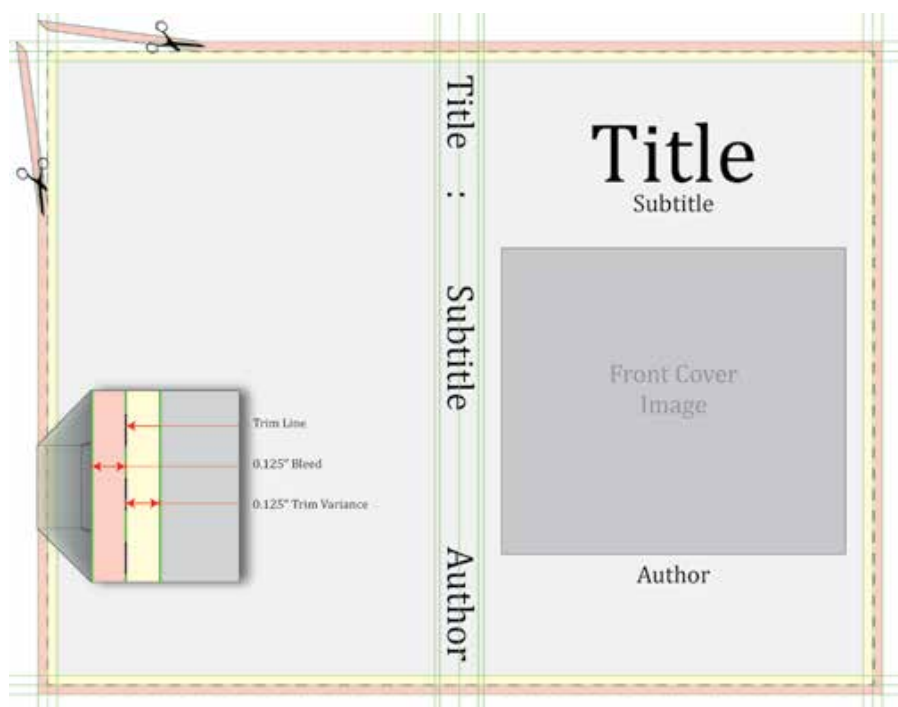 Title : Subtitle Author
Title
Subtitle
Front Cover
Image
Author
Trim Line
0.125" Bleed
0.125" Trim Variance